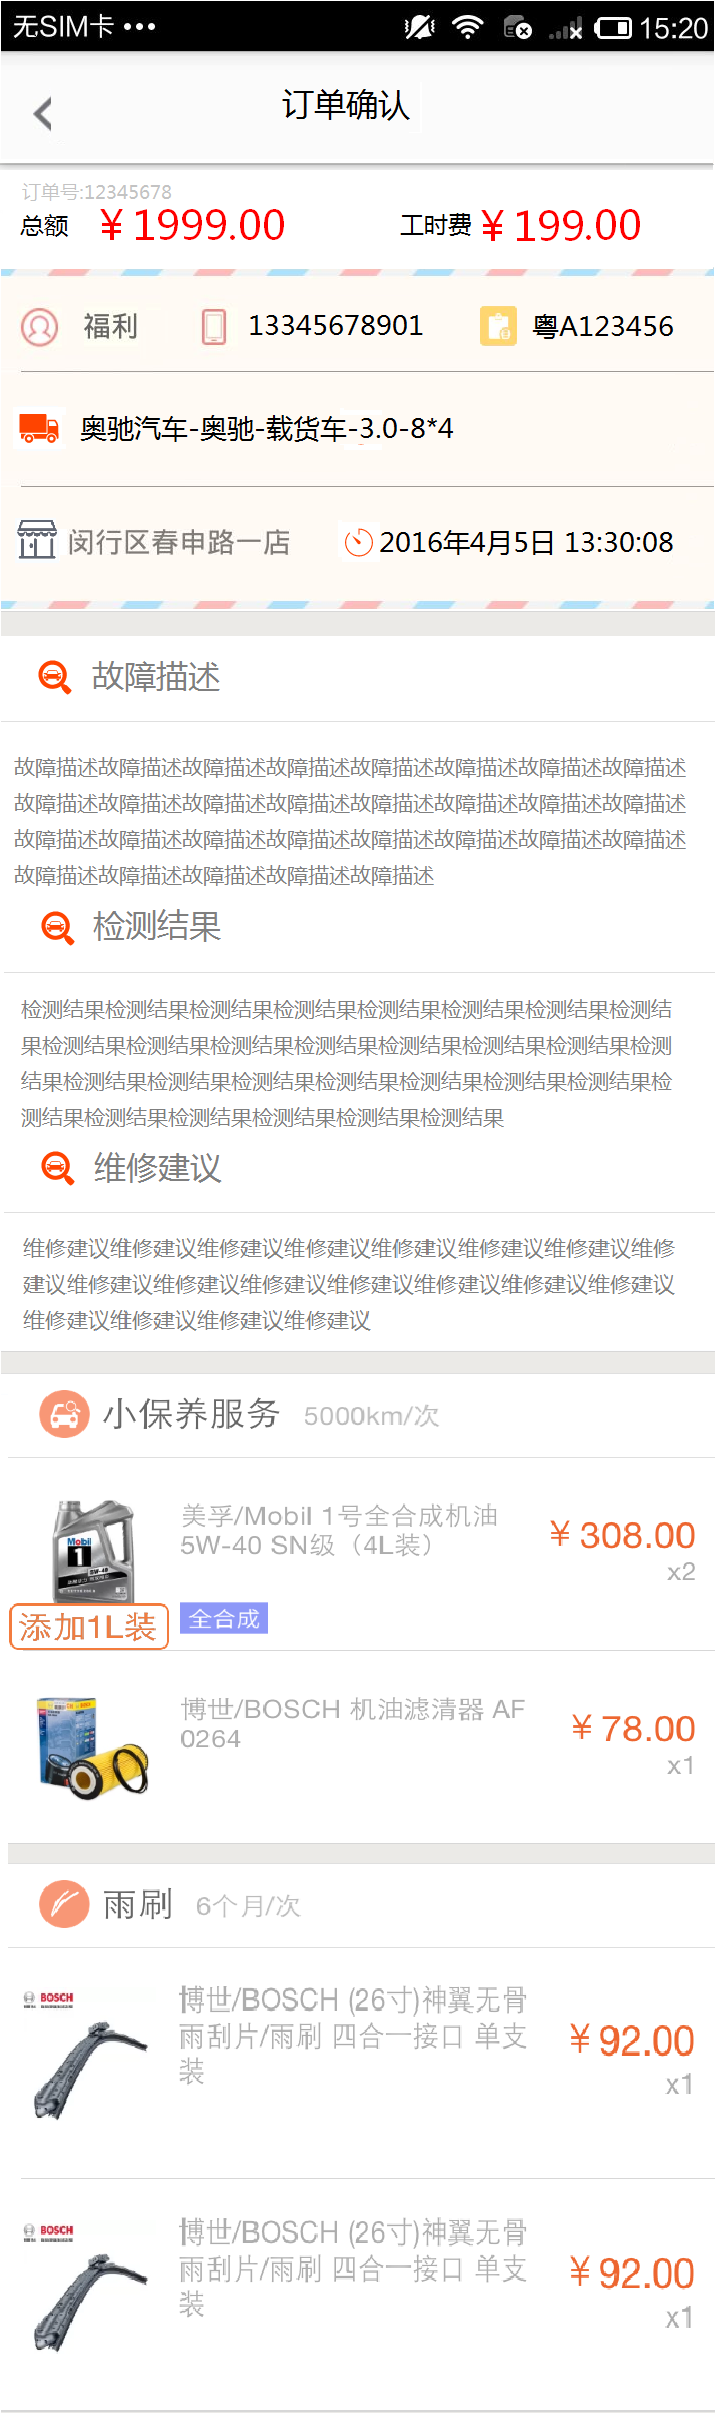 无SIM卡 •••
15:20
订单确认
订单号:12345678
总额 ￥1999.00 工时费 ￥199.00
福利 13345678901 粤A123456
奥驰汽车-奥驰-载货车-3.0-8*4
闵行区春申路一店 2016年4月5日 13:30:08
故障描述
故障描述故障描述故障描述故障描述故障描述故障描述故障描述故障描述
故障描述故障描述故障描述故障描述故障描述故障描述故障描述故障描述
故障描述故障描述故障描述故障描述故障描述故障描述故障描述故障描述
故障描述故障描述故障描述故障描述故障描述
检测结果
检测结果检测结果检测结果检测结果检测结果检测结果检测结果检测结
果检测结果检测结果检测结果检测结果检测结果检测结果检测结果检测
结果检测结果检测结果检测结果检测结果检测结果检测结果检测结果检
测结果检测结果检测结果检测结果检测结果检测结果
维修建议
维修建议维修建议维修建议维修建议维修建议维修建议维修建议维修
建议维修建议维修建议维修建议维修建议维修建议维修建议维修建议
维修建议维修建议维修建议维修建议
小保养服务 5000km/次
Mobil
1
5W-40
美孚/Mobil 1号全合成机油
5W-40 SN级（4L装）
￥308.00
x2
添加1L装
全合成
博世/BOSCH 机油滤清器 AF
0264
￥78.00
x1
雨刷 6个月/次
BOSCH
博世/BOSCH (26寸)神翼无骨
雨刮片/雨刷 四合一接口 单支
装
￥92.00
x1
BOSCH
博世/BOSCH (26寸)神翼无骨
雨刮片/雨刷 四合一接口 单支
装
￥92.00
x1